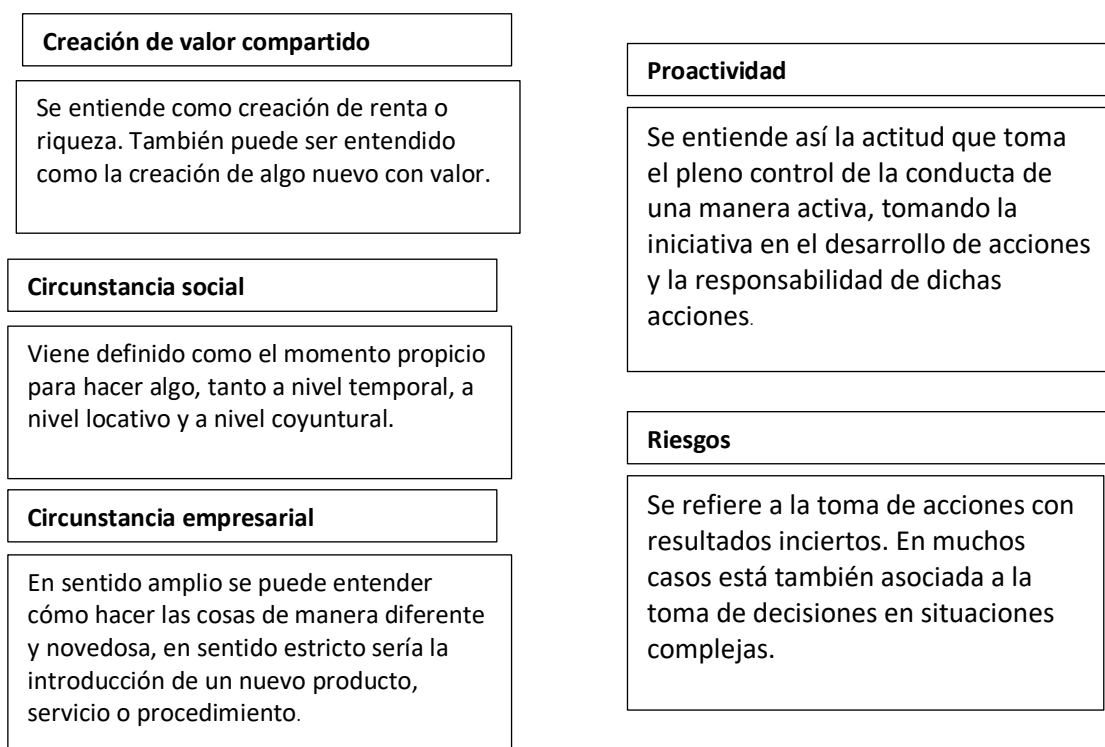 Creación de valor compartido
Se entiende como creación de renta o
riqueza. También puede ser entendido
como la creación de algo nuevo con valor.
Circunstancia social
Viene definido como el momento propicio
para hacer algo, tanto a nivel temporal, a
nivel locativo y a nivel coyuntural.
Circunstancia empresarial
En sentido amplio se puede entender
cómo hacer las cosas de manera diferente
y novedosa, en sentido estricto sería la
introducción de un nuevo producto,
servicio o procedimiento.
Proactividad
Se entiende así la actitud que toma
el pleno control de la conducta de
una manera activa, tomando la
iniciativa en el desarrollo de acciones
y la responsabilidad de dichas
acciones.
Riesgos
Se refiere a la toma de acciones con
resultados inciertos. En muchos
casos está también asociada a la
toma de decisiones en situaciones
complejas.